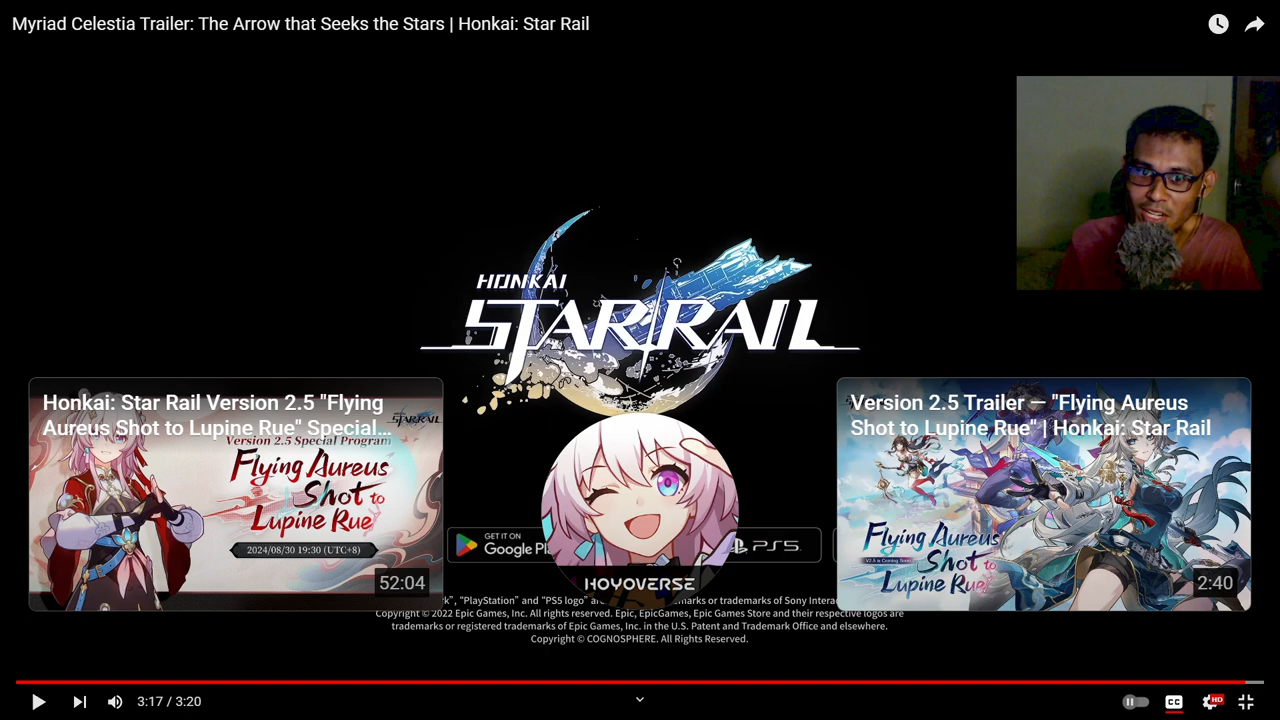 Myriad Celestia Trailer: The Arrow that Seeks the Stars | Honkai: Star Rail
HONKAI
STAR RAIL
Honkai: Star Rail Version 2.5 "Flying
Aureus Shot to Lupine Rue" Special…
STAR RAIL
Version 2.5 Special Program
Flying Aureus
Shot to
Lupine Rue
2024/08/30 19:30 (UTC+8)
52:04
Version 2.5 Trailer — "Flying Aureus
Shot to Lupine Rue" | Honkai: Star Rail
Flying Aureus
Shot to
Lupine Rue
2:40
GET IT ON
Google Pl
PS5
HOYOVERSE
“PlayStation” and “PS5 logo” marks or trademarks of Sony
Copyright © 2022 Epic Games, Inc. All rights reserved. Epic, EpicGames, Epic Games Store and their respective logos are
trademarks or registered trademarks of Epic Games, Inc. in the U.S. Patent and Trademark Office and elsewhere.
Copyright © COGNOSPHERE. All Rights Reserved.
3:17 / 3:20
CC
HD